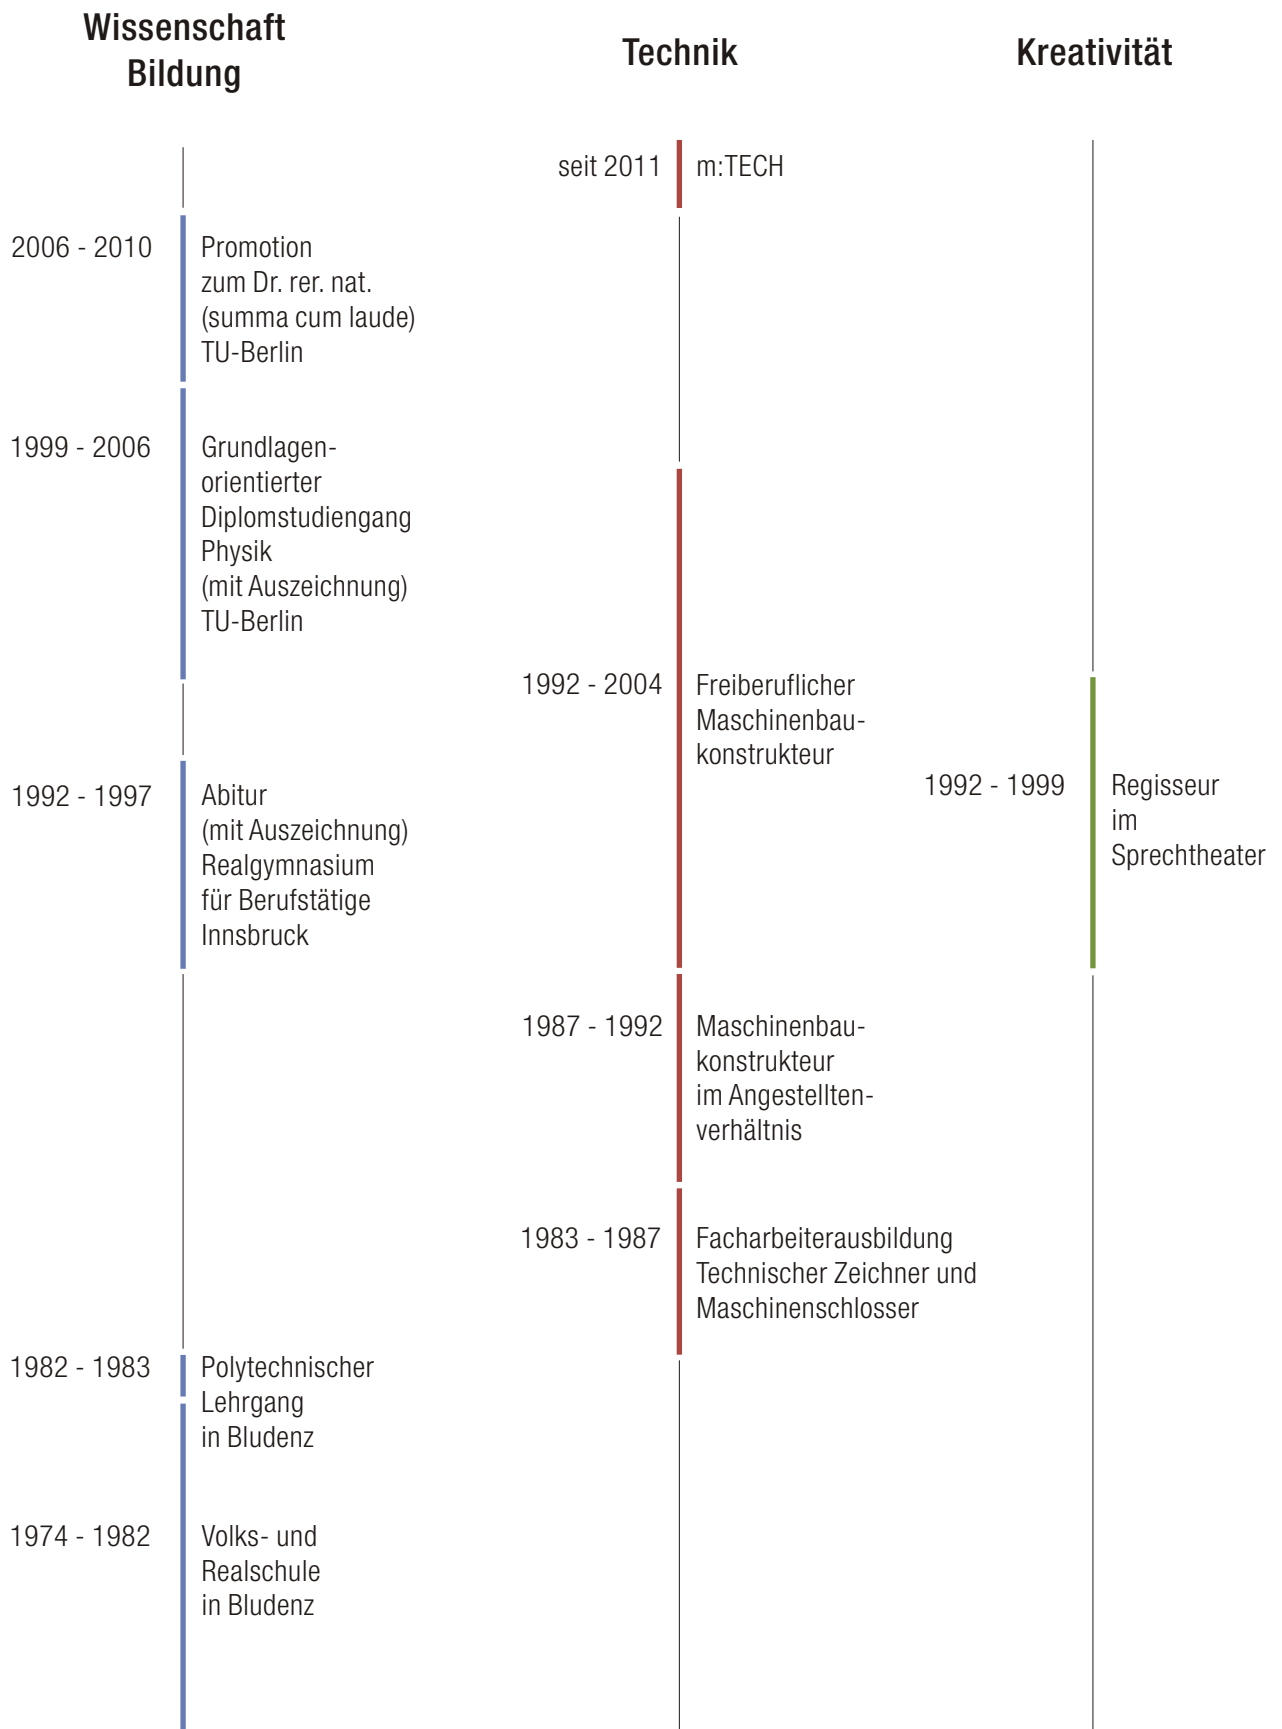 Wissenschaft
Bildung
2006 - 2010
Promotion
zum Dr. rer. nat.
(summa cum laude)
TU-Berlin
1999 - 2006
Grundlagen-
orientierter
Diplomstudiengang
Physik
(mit Auszeichnung)
TU-Berlin
1992 - 1997
Abitur
(mit Auszeichnung)
Realgymnasium
für Berufstätige
Innsbruck
1982 - 1983
Polytechnischer
Lehrgang
in Bludenz
1974 - 1982
Volks- und
Realschule
in Bludenz
Technik
seit 2011
m:TECH
1992 - 2004
Freiberuflicher
Maschinenbau-
konstrukteur
1987 - 1992
Maschinenbau-
konstrukteur
im Angestellten-
verhältnis
1983 - 1987
Facharbeiterausbildung
Technischer Zeichner und
Maschinenschlosser
Kreativität
1992 - 1999
Regisseur
im
Sprechtheater